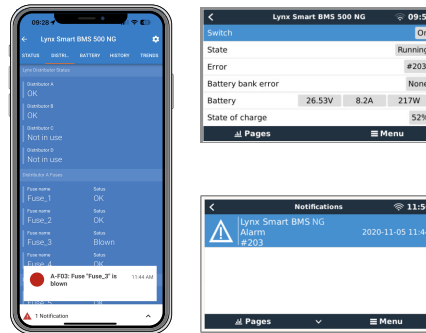 09:28
Lynx Smart BMS 500 NG
STATUS DISTRI.. BATTERY HISTORY TRENDS
Lynx Distributor Status
Distributor A
OK
Distributor B
OK
Distributor C
Not in use
Distributor D
Not in use
Distributor A Fuses
Fuse name Status
Fuse_1 OK
Fuse name Status
Fuse_2 OK
Fuse name Status
Fuse_3 Blown
Fuse name Status
Fuse_4 OK
A-F03: Fuse "Fuse_3" is blown 11:44 AM
1 Notification
Lynx Smart BMS 500 NG 09:5
Switch On
State Running
Error #203
Battery bank error None
Battery 26.53V 8.2A 217W
State of charge 52%
Pages Menu
Notifications 11:5
Lynx Smart BMS NG
Alarm 2020-11-05 11:4
#203
Pages Menu